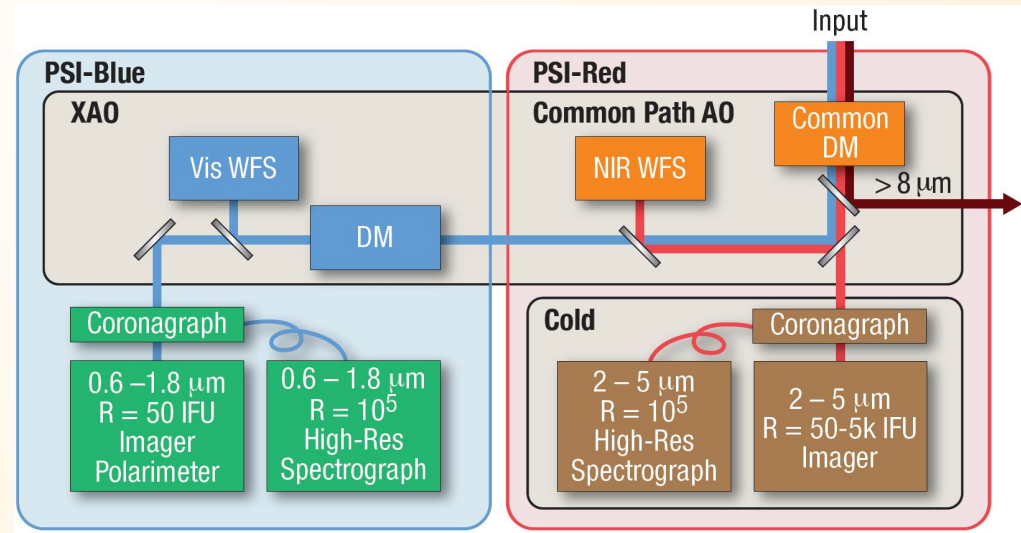 Input
PSI-Blue
PSI-Red
XAO
Common Path AO
Vis WFS
NIR WFS
Common
DM
> 8 μm
DM
Coronagraph
0.6 –1.8 μm
R = 50 IFU
Imager
Polarimeter
0.6 – 1.8 μm
R = 10⁵
High-Res
Spectrograph
Cold
Coronagraph
2 – 5 μm
R = 10⁵
High-Res
Spectrograph
2 – 5 μm
R = 50-5k IFU
Imager